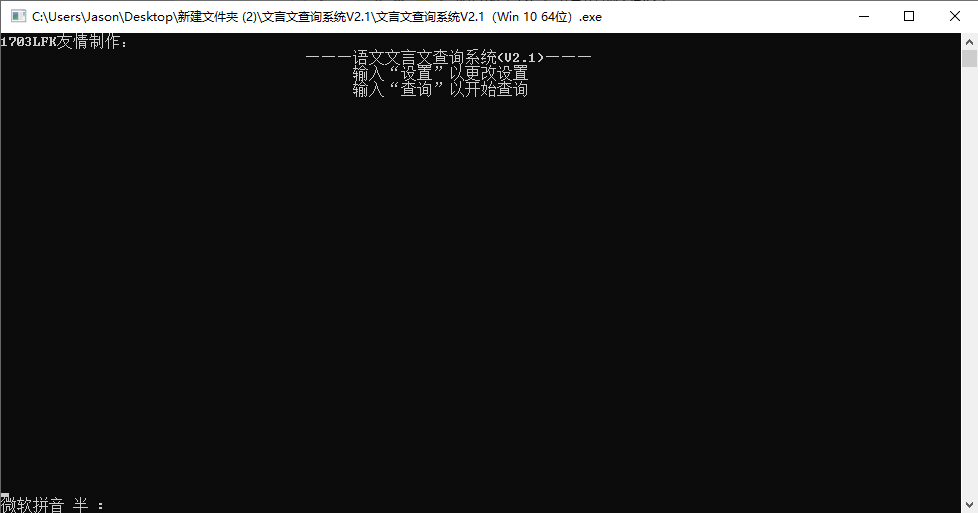 C:\Users\Jason\Desktop\新建文件夹 (2)\文言文查询系统V2.1\文言文查询系统V2.1（Win 10 64位）.exe
1703LFK友情制作：
———语文文言文查询系统(V2.1)———
输入“设置”以更改设置
输入“查询”以开始查询
微软拼音 半 ：